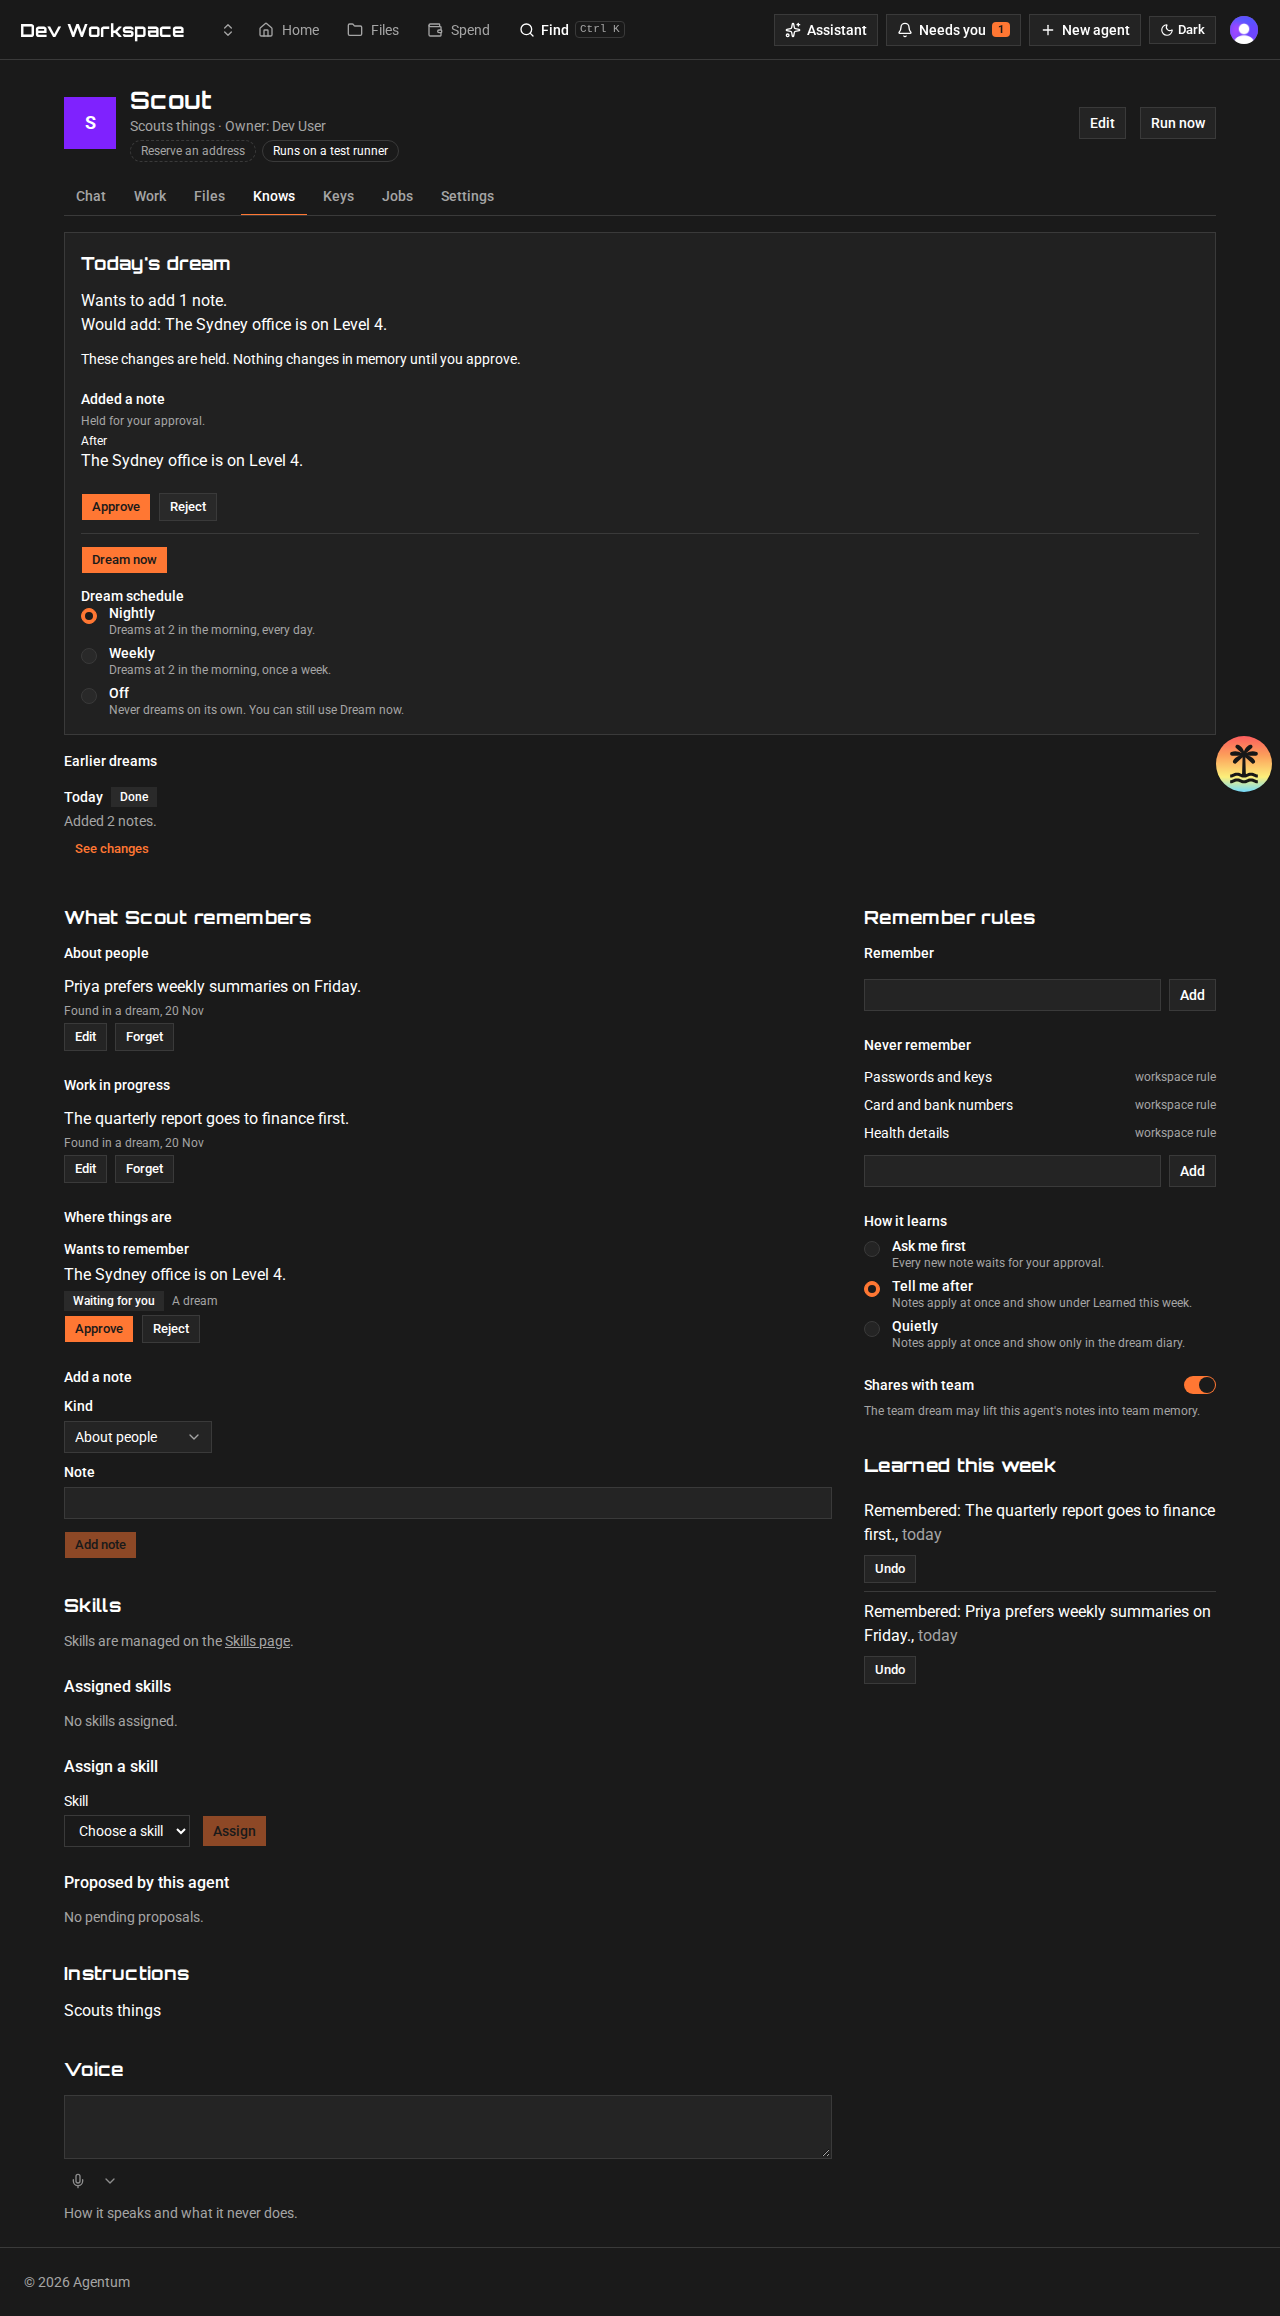 Dev Workspace
Home
Files
Spend
Find Ctrl K
Assistant
Needs you 1
New agent
Dark
S
Scout
Scouts things · Owner: Dev User
Reserve an address
Runs on a test runner
Edit
Run now
Chat
Work
Files
Knows
Keys
Jobs
Settings
Today's dream
Wants to add 1 note.
Would add: The Sydney office is on Level 4.
These changes are held. Nothing changes in memory until you approve.
Added a note
Held for your approval.
After
The Sydney office is on Level 4.
Approve
Reject
Dream now
Dream schedule
Nightly
Dreams at 2 in the morning, every day.
Weekly
Dreams at 2 in the morning, once a week.
Off
Never dreams on its own. You can still use Dream now.
Earlier dreams
Today Done
Added 2 notes.
See changes
What Scout remembers
About people
Priya prefers weekly summaries on Friday.
Found in a dream, 20 Nov
Edit
Forget
Work in progress
The quarterly report goes to finance first.
Found in a dream, 20 Nov
Edit
Forget
Where things are
Wants to remember
The Sydney office is on Level 4.
Waiting for you A dream
Approve
Reject
Add a note
Kind
About people
Note
Add note
Skills
Skills are managed on the Skills page.
Assigned skills
No skills assigned.
Assign a skill
Skill
Choose a skill
Assign
Proposed by this agent
No pending proposals.
Instructions
Scouts things
Voice
How it speaks and what it never does.
Remember rules
Remember
Add
Never remember
Passwords and keys workspace rule
Card and bank numbers workspace rule
Health details workspace rule
Add
How it learns
Ask me first
Every new note waits for your approval.
Tell me after
Notes apply at once and show under Learned this week.
Quietly
Notes apply at once and show only in the dream diary.
Shares with team
The team dream may lift this agent's notes into team memory.
Learned this week
Remembered: The quarterly report goes to finance
first., today
Undo
Remembered: Priya prefers weekly summaries on
Friday., today
Undo
© 2026 Agentum